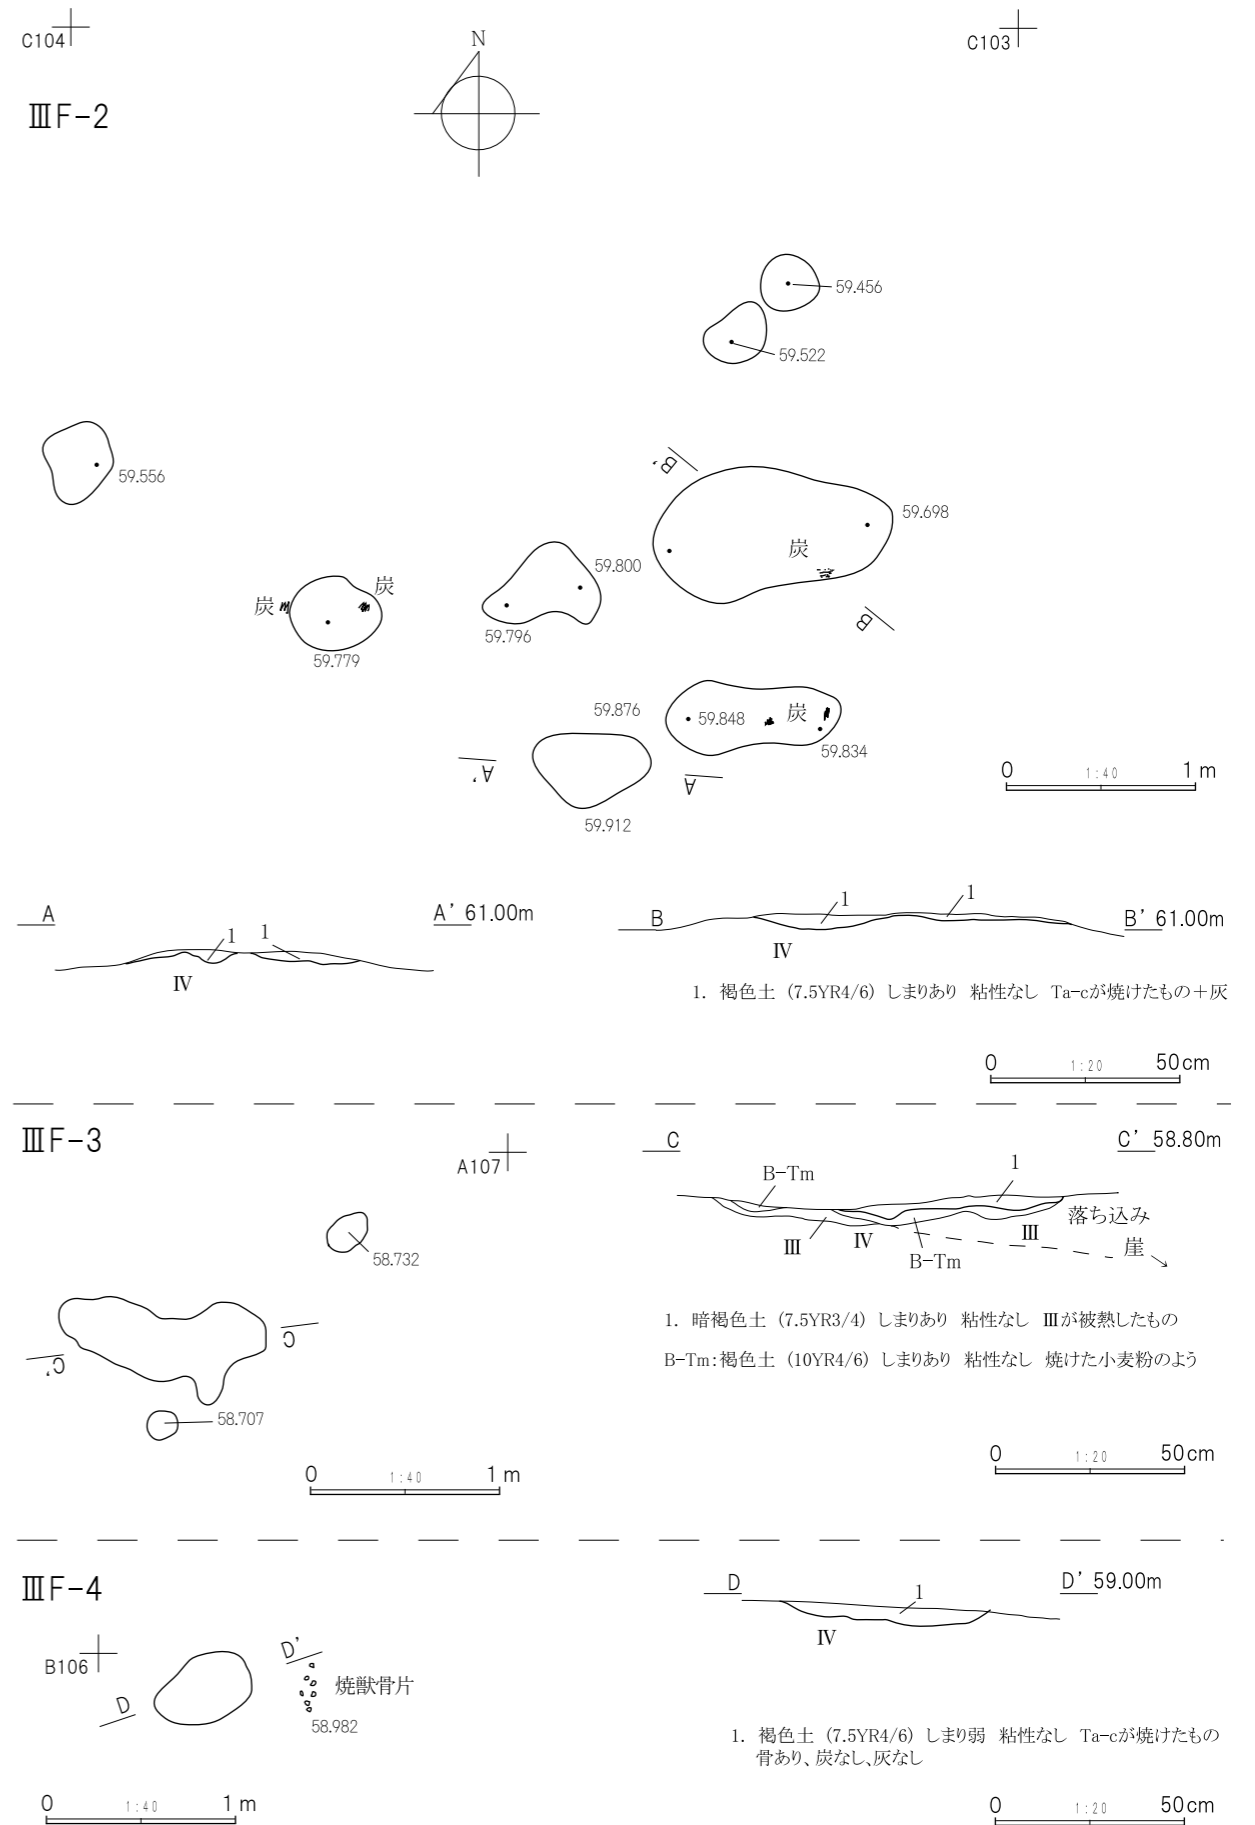 C104
C103
N
ⅢF-2
59.456
59.522
59.556
B'
59.698
炭
59.800
炭
炭
59.796
59.779
B
59.876
59.848
炭
59.834
A'
A
59.912
0 1:40 1m
A
A' 61.00m
1
1
Ⅳ
B
B' 61.00m
1
1
Ⅳ
1. 褐色土 (7.5YR4/6) しまりあり 粘性なし Ta-cが焼けたもの+灰
0 1:20 50cm
ⅢF-3
A107
58.732
C
C'
58.707
0 1:40 1m
C
C' 58.80m
B-Tm
1
落ち込み
Ⅲ
Ⅳ
B-Tm
Ⅲ
崖
1. 暗褐色土 (7.5YR3/4) しまりあり 粘性なし Ⅲが被熱したもの
B-Tm:褐色土 (10YR4/6) しまりあり 粘性なし 焼けた小麦粉のよう
0 1:20 50cm
ⅢF-4
B106
D'
D
焼獣骨片
58.982
0 1:40 1m
D
D' 59.00m
1
Ⅳ
1. 褐色土 (7.5YR4/6) しまり弱 粘性なし Ta-cが焼けたもの
骨あり、炭なし、灰なし
0 1:20 50cm